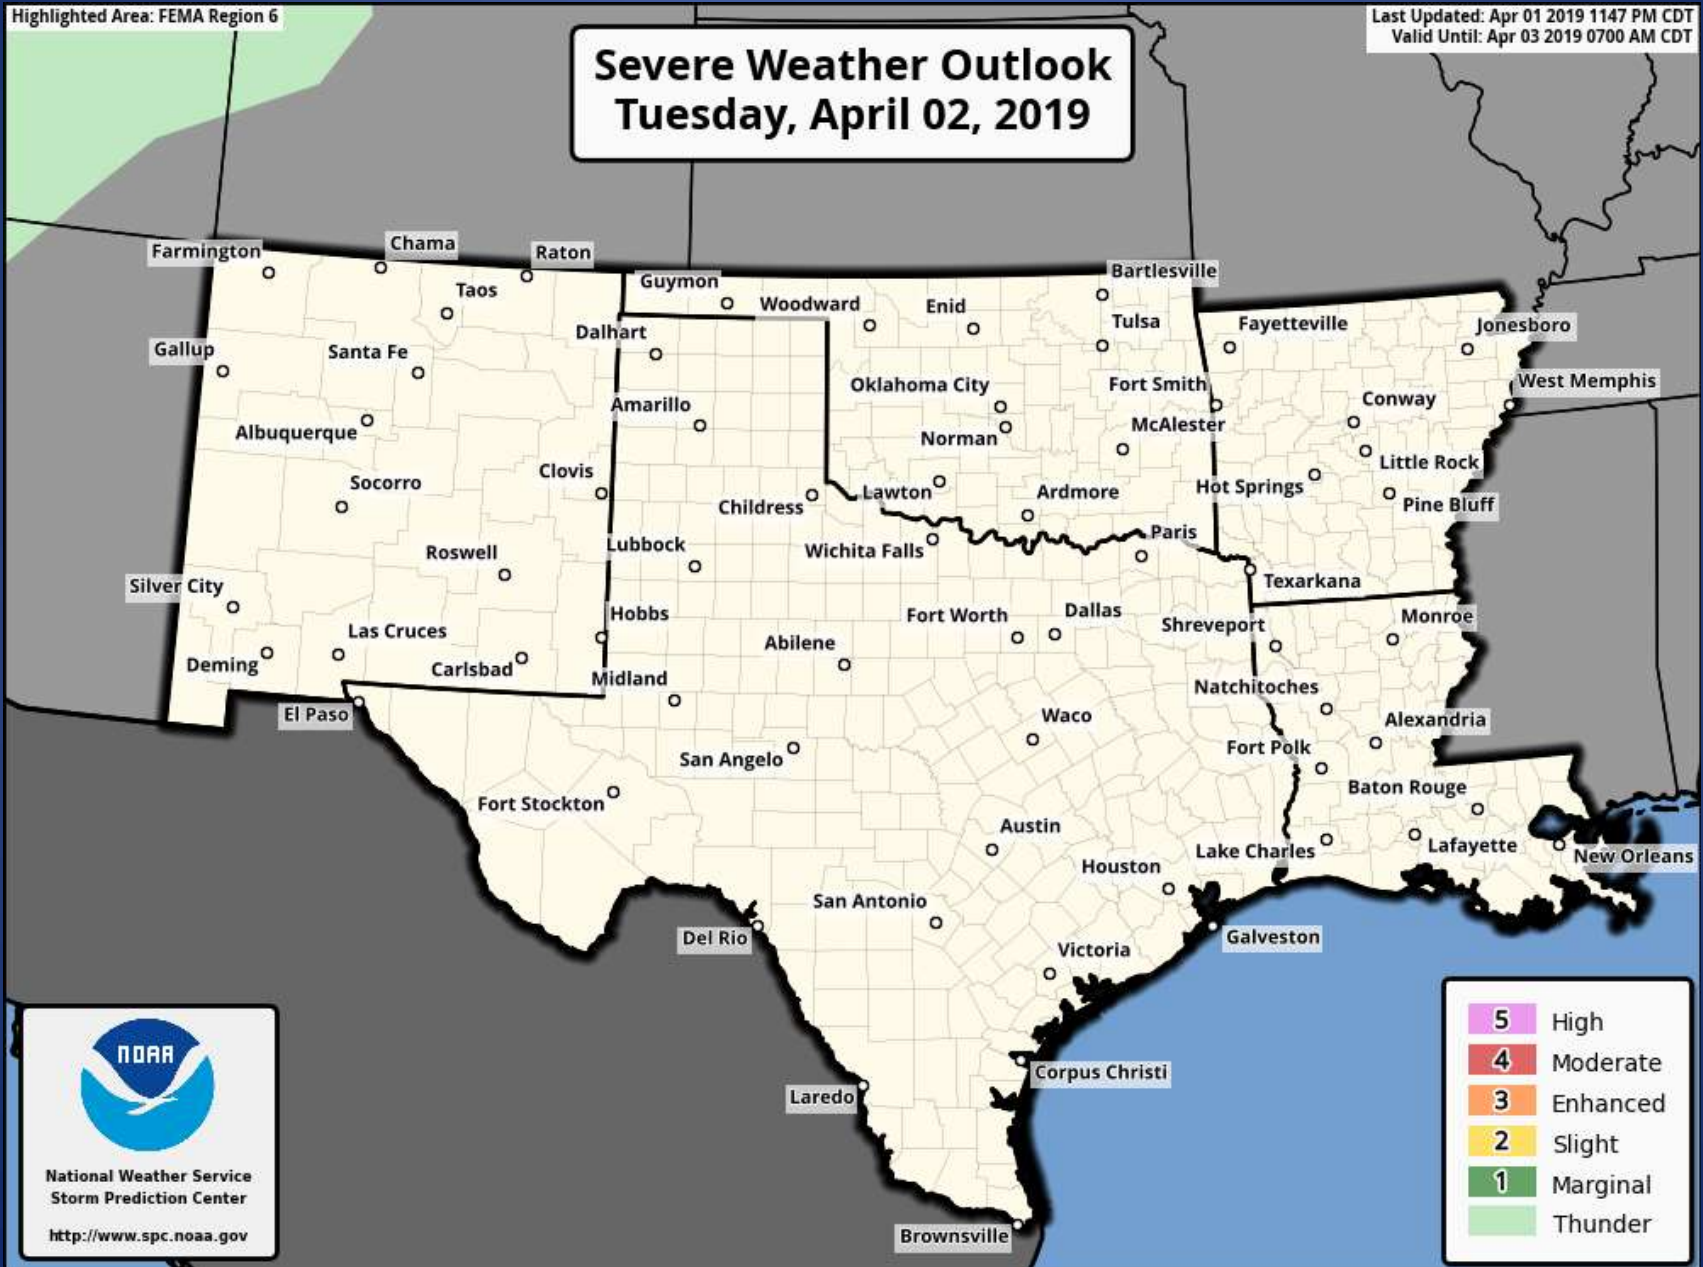 Highlighted Area: FEMA Region 6
Last Updated: Apr 01 2019 1147 PM CDT
Valid Until: Apr 03 2019 0700 AM CDT
Severe Weather Outlook
Tuesday, April 02, 2019
Farmington
Chama
Raton
Taos
Guymon
Woodward
Enid
Bartlesville
Tulsa
Dalhart
Fayetteville
Jonesboro
Gallup
Santa Fe
Oklahoma City
Fort Smith
West Memphis
Amarillo
Conway
Albuquerque
Norman
McAlester
Little Rock
Clovis
Socorro
Childress
Lawton
Ardmore
Hot Springs
Pine Bluff
Roswell
Lubbock
Wichita Falls
Paris
Silver City
Texarkana
Hobbs
Fort Worth
Dallas
Shreveport
Monroe
Las Cruces
Abilene
Deming
Carlsbad
Midland
Natchitoches
El Paso
Waco
Alexandria
San Angelo
Fort Polk
Fort Stockton
Baton Rouge
Austin
Lake Charles
Lafayette
New Orleans
Houston
San Antonio
Del Rio
Victoria
Galveston
Corpus Christi
Laredo
Brownsville
NOAA
National Weather Service
Storm Prediction Center
http://www.spc.noaa.gov
5 High
4 Moderate
3 Enhanced
2 Slight
1 Marginal
Thunder